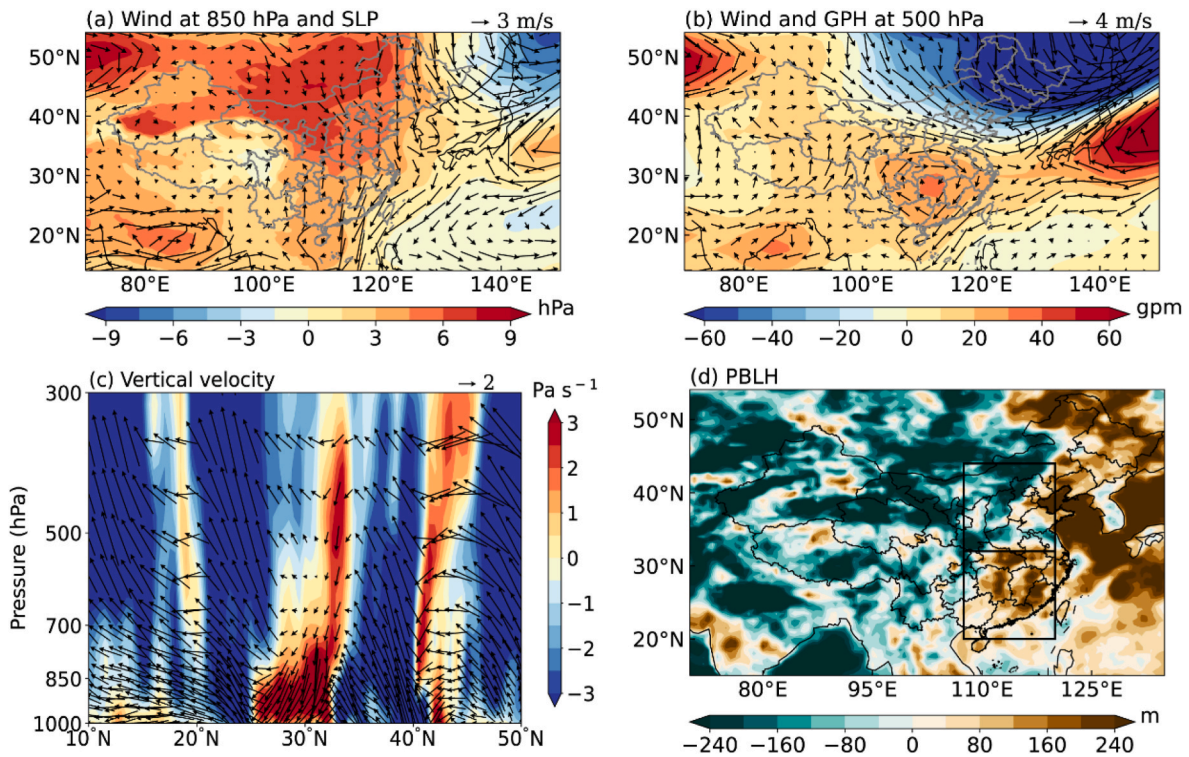 (a) Wind at 850 hPa and SLP → 3 m/s
50°N
40°N
30°N
20°N
80°E 100°E 120°E 140°E
−9 −6 −3 0 3 6 9 hPa
(b) Wind and GPH at 500 hPa → 4 m/s
50°N
40°N
30°N
20°N
80°E 100°E 120°E 140°E
−60 −40 −20 0 20 40 60 gpm
(c) Vertical velocity → 2
Pa s⁻¹
Pressure (hPa)
300
500
700
850
1000
10°N 20°N 30°N 40°N 50°N
3
2
1
0
−1
−2
−3
(d) PBLH
50°N
40°N
30°N
20°N
80°E 95°E 110°E 125°E
−240 −160 −80 0 80 160 240 m